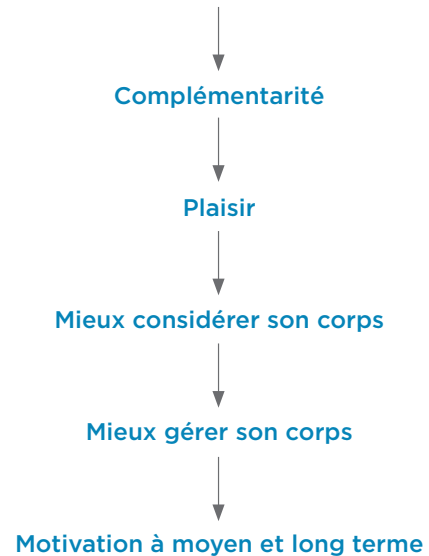 Complémentarité
Plaisir
Mieux considérer son corps
Mieux gérer son corps
Motivation à moyen et long terme